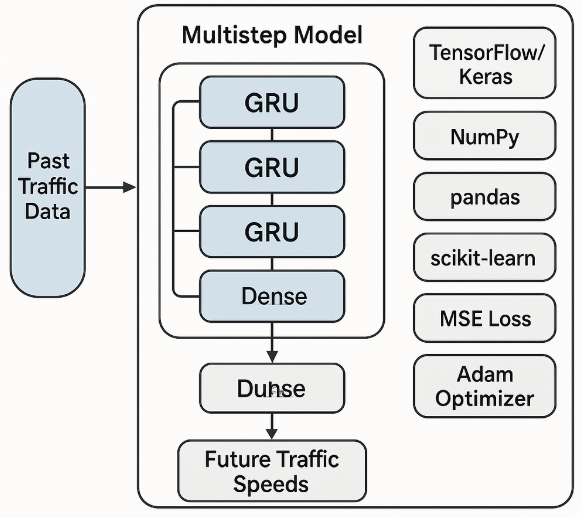 Multistep Model
Past
Traffic
Data
GRU
GRU
GRU
Dense
Future Traffic
Speeds
TensorFlow/
Keras
NumPy
pandas
scikit-learn
MSE Loss
Adam
Optimizer